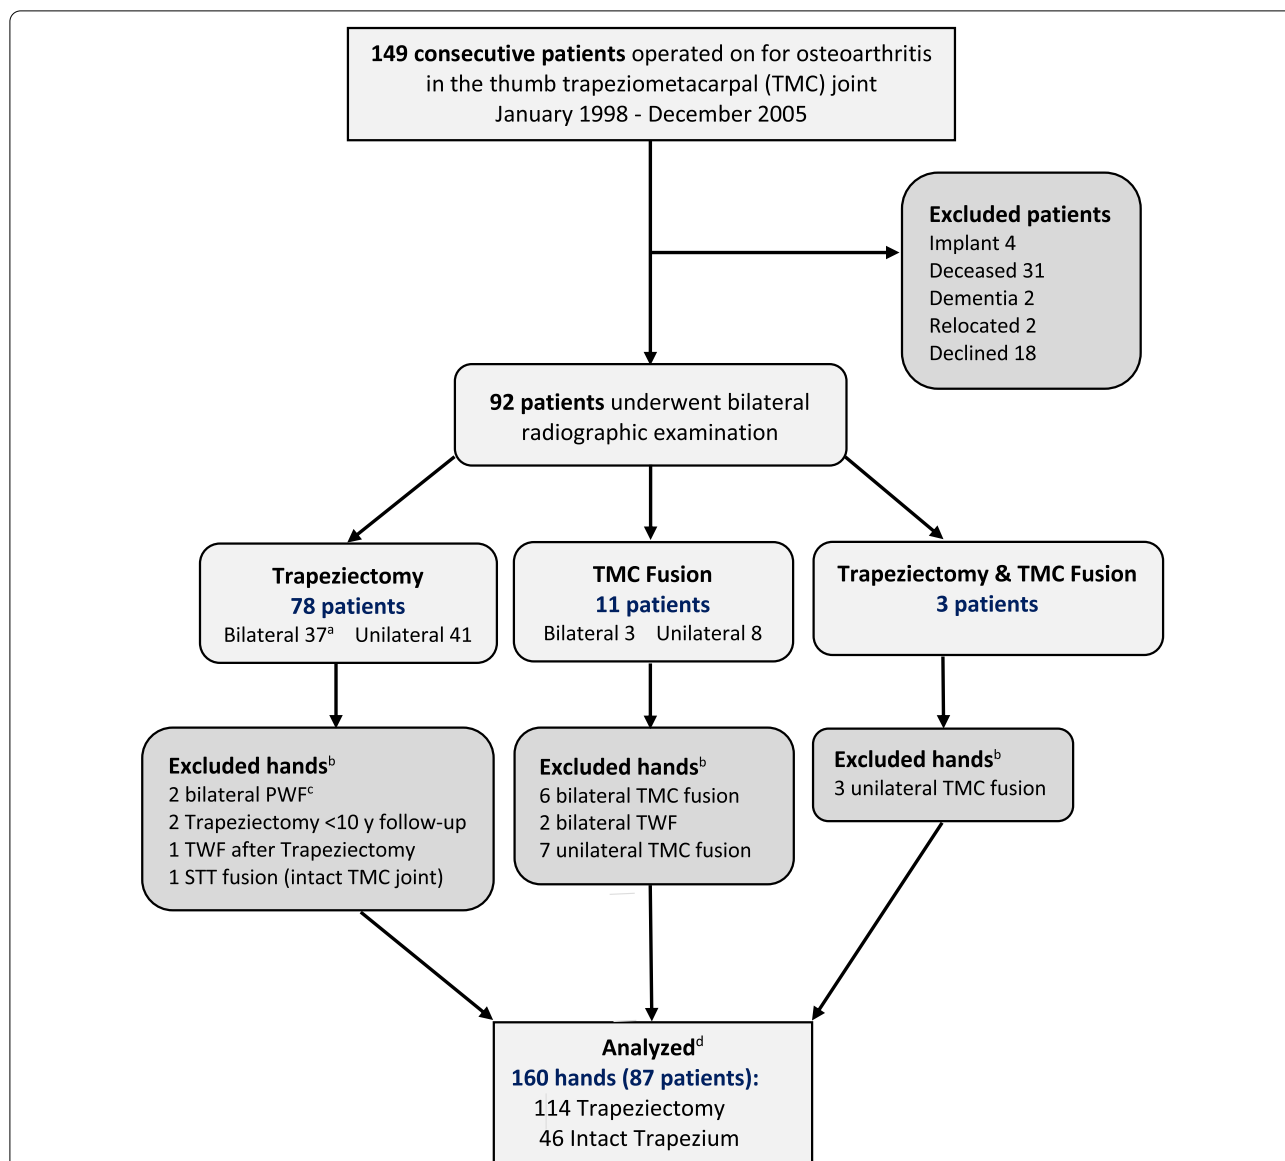 149 consecutive patients operated on for osteoarthritis
in the thumb trapeziometacarpal (TMC) joint
January 1998 - December 2005
Excluded patients
Implant 4
Deceased 31
Dementia 2
Relocated 2
Declined 18
92 patients underwent bilateral
radiographic examination
Trapeziectomy
78 patients
Bilateral 37ᵃ Unilateral 41
TMC Fusion
11 patients
Bilateral 3 Unilateral 8
Trapeziectomy & TMC Fusion
3 patients
Excluded handsᵇ
2 bilateral PWFᶜ
2 Trapeziectomy <10 y follow-up
1 TWF after Trapeziectomy
1 STT fusion (intact TMC joint)
Excluded handsᵇ
6 bilateral TMC fusion
2 bilateral TWF
7 unilateral TMC fusion
Excluded handsᵇ
3 unilateral TMC fusion
Analyzedᵈ
160 hands (87 patients):
114 Trapeziectomy
46 Intact Trapezium